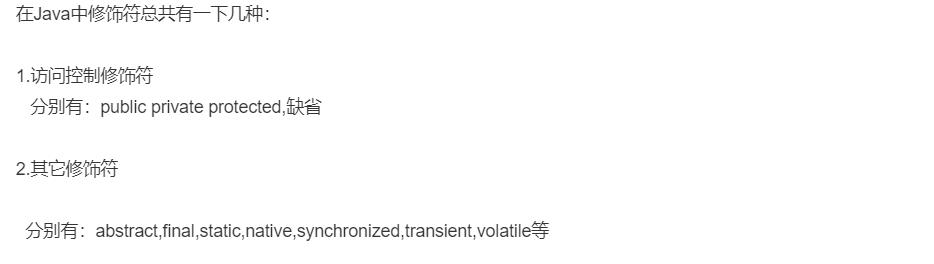 在Java中修饰符总共有一下几种：
1.访问控制修饰符
分别有：public private protected,缺省
2.其它修饰符
分别有：abstract,final,static,native,synchronized,transient,volatile等